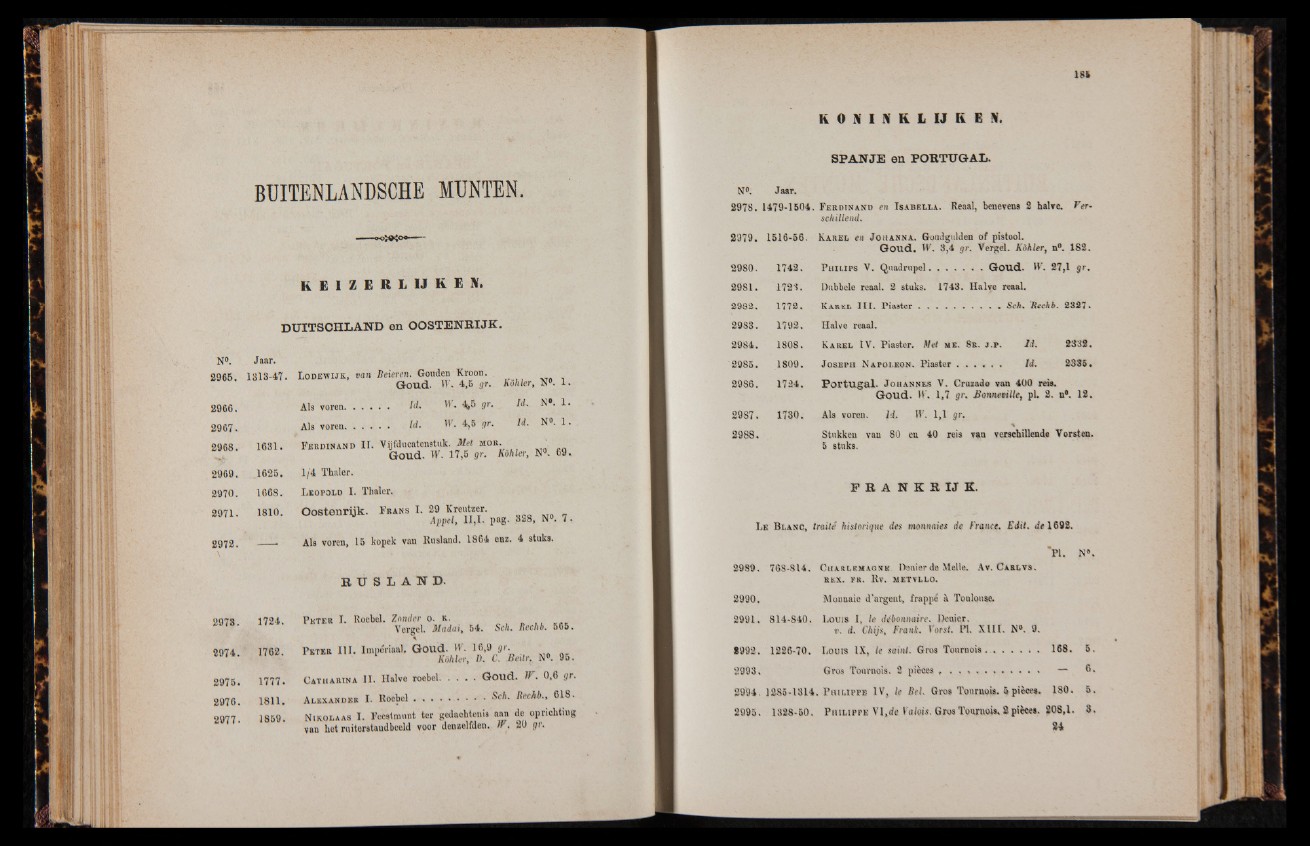 BUITENLANDSCHE MUNTEN.
KEIZERLIJKEN.
DUITSCHLAND en OOSTENRIJK.
Nº. Jaar.
2965. 1313-47. LODEWIJK, van Beieren. Gouden Kroon.
Goud. W. 4,5 gr. Köhler, Nº. 1.
2966. Als voren. . . . . . Id. W. 4,5 gr. Id. Nº. 1.
2967. Als voren. . . . . . Id. W. 4,5 gr. Id. Nº. 1.
2968. 1631. FERDINAND II. Vijfducatenstuk. Met MOR.
Goud. W. 17,5 gr. Köhler, Nº. 69.
2969. 1625. 1/4 Thaler.
2970. 1668. LEOPOLD I. Thaler.
2971. 1810. Oostenrijk. FRANS I. 29 Kreutzer.
Appel, II,I. pag. 328, Nº. 7.
2972. —— Als voren, 15 kopek van Rusland. 1864 enz. 4 stuks.
RUSLAND.
2973. 1724. PETER I. Roebel. Zonder O. K.
Vergel. Madai, 54. Sch. Rechb. 565.
2974. 1762. PETER III. Impériaal. Goud. W. 16,9 gr.
Köhler, D. C. Beitr, Nº. 95.
2975. 1777. CATHARINA II. Halve roebel. . . . . Goud. W. 0,6 gr.
2976. 1811. ALEXANDER I. Roebel . . . . . . . . . Sch. Rechb., 618.
2977. 1859. NIKOLAAS I. Feestmunt ter gedachtenis aan de oprichting
van het ruiterstandbeeld voor denzelfden. W. 20 gr.
185
KONINKLIJKEN.
SPANJE en PORTUGAL.
Nº. Jaar.
2978. 1479-1504. FERDINAND en ISABELLA. Reaal, benevens 2 halve. Ver-
schillend.
2979. 1516-56. KAREL en JOHANNA. Goudgulden of pistool.
Goud. W. 3,4 gr. Vergel. Köhler, nº. 182.
2980. 1742. PHILIPS V. Quadrupel . . . . . . . Goud. W. 27,1 gr.
2981. 1724. Dubbele reaal. 2 stuks. 1743. Halve reaal.
2982. 1772. KAREL III. Piaster . . . . . . . . . . Sch. Rechb. 2327.
2983. 1792. Halve reaal.
2984. 1808. KAREL IV. Piaster. Met ME. 8R. J.P. Id. 2332.
2985. 1809. JOSEPH NAPOLEON. Piaster . . . . . . Id. 2335.
2986. 1724. Portugal. JOHANNES V. Cruzado van 400 reis.
Goud. W. 1,7 gr. Bonneville, pl. 2. nº. 12.
2987. 1730. Als voren. Id. W. 1,1 gr.
2988. Stukken van 80 en 40 reis van verschillende Vorsten.
5 stuks.
FRANKRIJK.
LE BLANC, traité historique des monnaies de France. Edit. de 1692.
Pl. Nº.
2989. 768-814. CHARLEMAGNE Denier de Melle. Av. CARLVS.
REX. FR. RV. METVLLO.
2990. Monnaie d'argent, frappé à Toulouse.
2991. 814-840. LOUIS I, le débonnaire. Denier.
v. d. Chijs, Frank. Vorst. Pl. XIII. Nº. 9.
2992. 1226-70. LOUIS IX, le saint. Gros Tournois . . . . . . . 168. 5.
2993. Gros Tournois. 2 pièces . . . . . . . . . . . . — 6.
2994. 1285-1314. PHILIPPE IV, le Bel. Gros Tournois. 5 pièces. 180. 5.
2995. 1328-50. PHILIPPE VI, de Valois. Gros Tournois. 2 pièces. 208,1. 3.
24